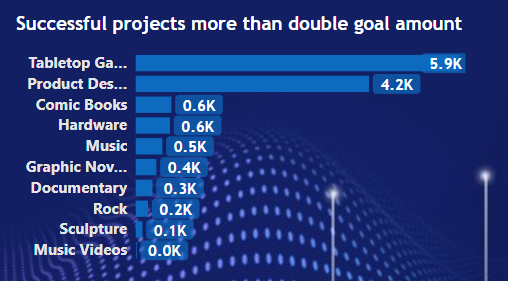 Successful projects more than double goal amount
Tabletop Ga... 5.9K
Product Des... 4.2K
Comic Books 0.6K
Hardware 0.6K
Music 0.5K
Graphic Nov... 0.4K
Documentary 0.3K
Rock 0.2K
Sculpture 0.1K
Music Videos 0.0K